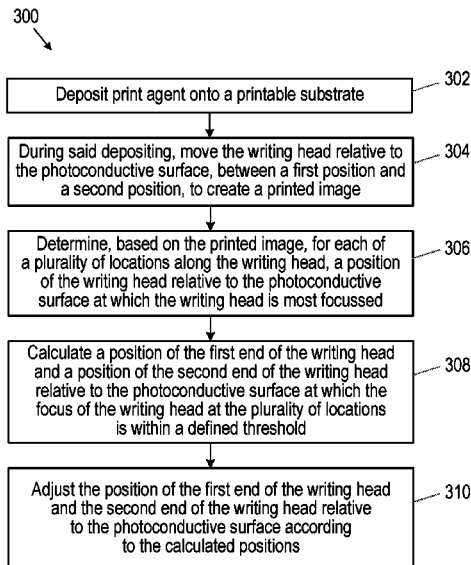 300
Deposit print agent onto a printable substrate
302
During said depositing, move the writing head relative to
the photoconductive surface, between a first position and
a second position, to create a printed image
304
Determine, based on the printed image, for each of
a plurality of locations along the writing head, a position
of the writing head relative to the photoconductive
surface at which the writing head is most focussed
306
Calculate a position of the first end of the writing head
and a position of the second end of the writing head
relative to the photoconductive surface at which the
focus of the writing head at the plurality of locations
is within a defined threshold
308
Adjust the position of the first end of the writing head
and the second end of the writing head relative
to the photoconductive surface according
to the calculated positions
310